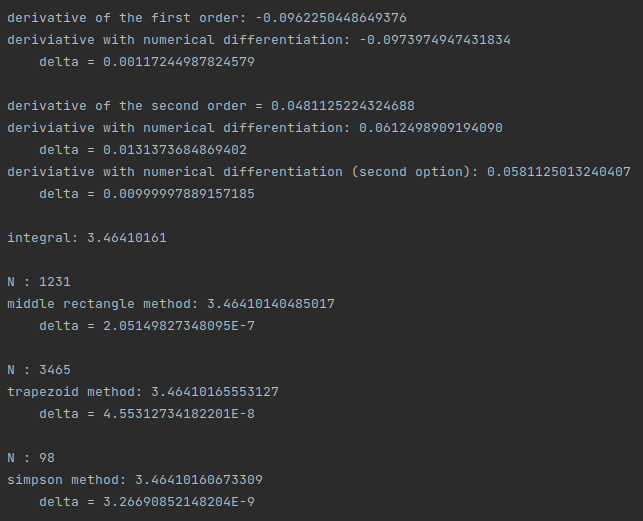 derivative of the first order: -0.0962250448649376
deriviative with numerical differentiation: -0.0973974947431834
    delta = 0.00117244987824579

derivative of the second order = 0.0481125224324688
deriviative with numerical differentiation: 0.0612498909194090
    delta = 0.0131373684869402
deriviative with numerical differentiation (second option): 0.0581125013240407
    delta = 0.00999997889157185

integral: 3.46410161

N : 1231
middle rectangle method: 3.46410140485017
    delta = 2.05149827348095E-7

N : 3465
trapezoid method: 3.46410165553127
    delta = 4.55312734182201E-8

N : 98
simpson method: 3.46410160673309
    delta = 3.26690852148204E-9